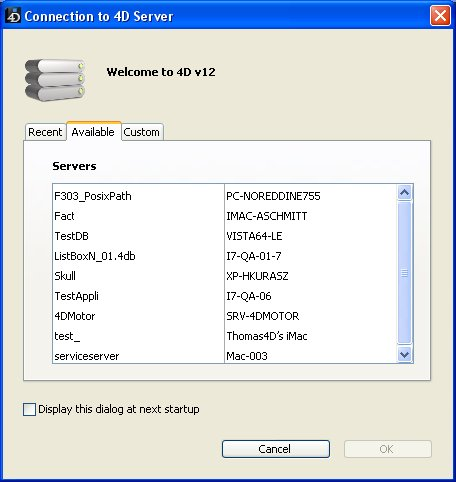 4D Connection to 4D Server
Welcome to 4D v12
Recent Available Custom
Servers
F303_PosixPath PC-NOREDDINE755
Fact IMAC-ASCHMITT
TestDB VISTA64-LE
ListBoxN_01.4db I7-QA-01-7
Skull XP-HKURASZ
TestAppli I7-QA-06
4DMotor SRV-4DMOTOR
test_ Thomas4D's iMac
serviceserver Mac-003
Display this dialog at next startup
Cancel OK